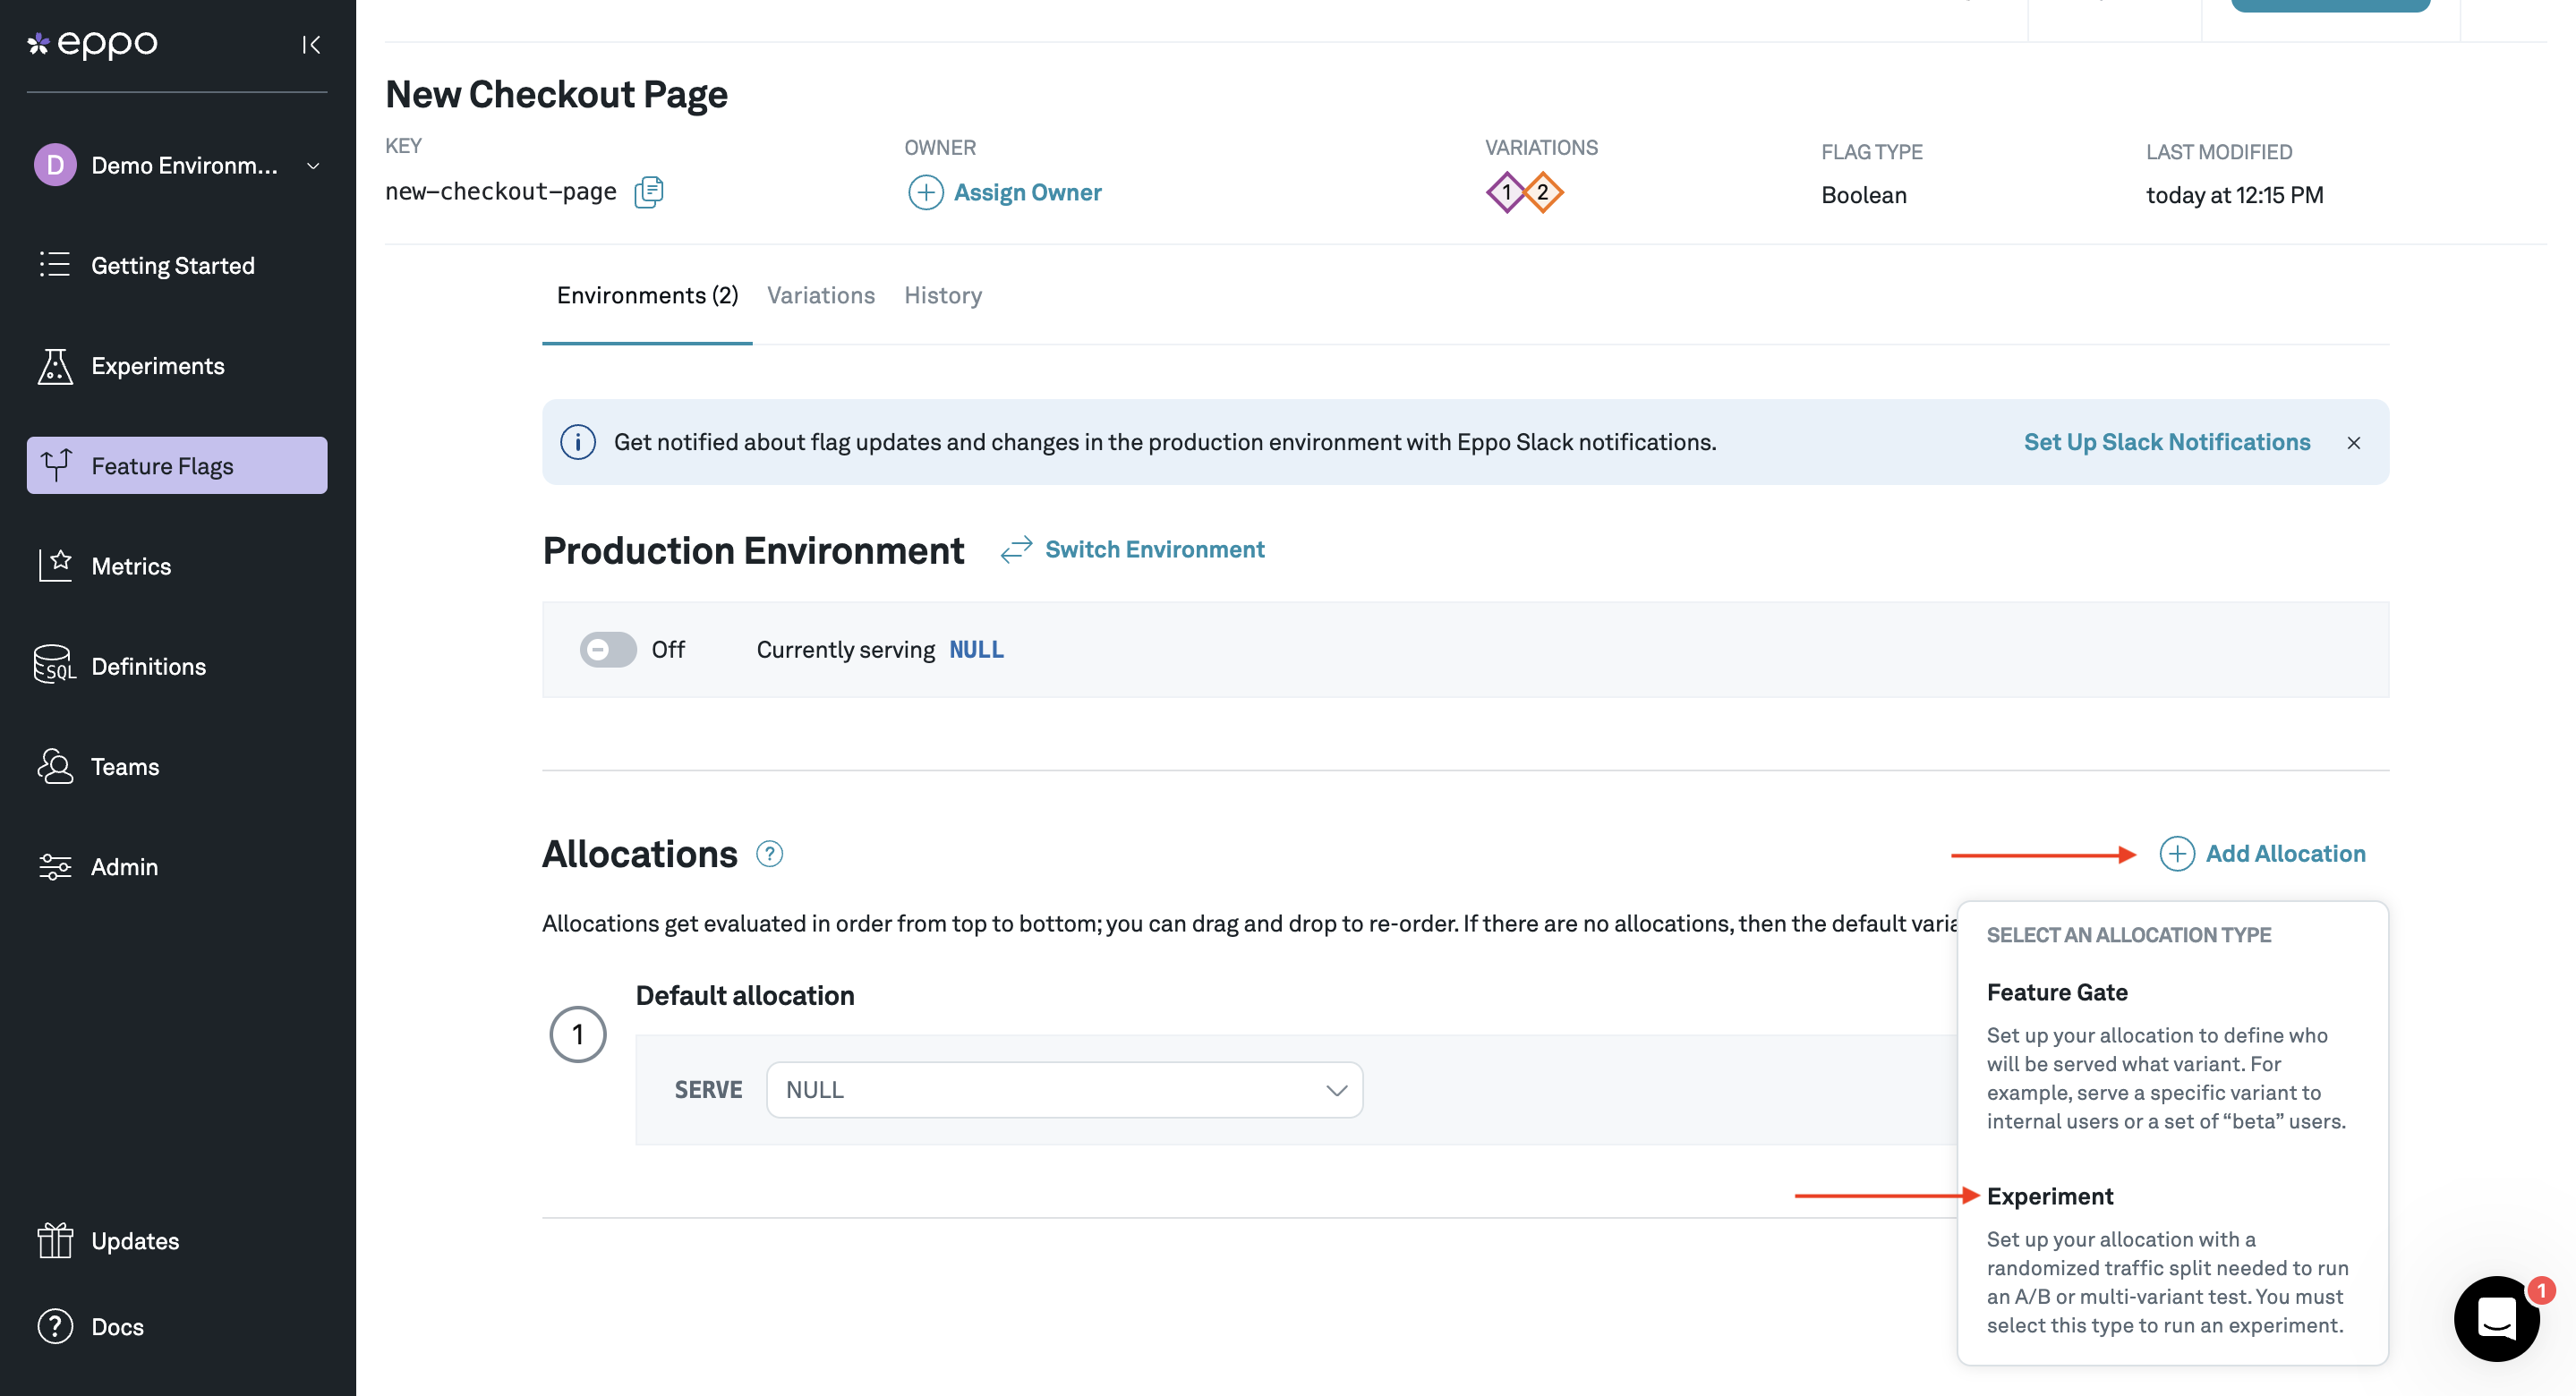 eppo
D Demo Environm...
Getting Started
Experiments
Feature Flags
Metrics
SQL Definitions
Teams
Admin
Updates
? Docs
New Checkout Page
KEY
new-checkout-page
OWNER
Assign Owner
VARIATIONS
1 2
FLAG TYPE
Boolean
LAST MODIFIED
today at 12:15 PM
Environments (2) Variations History
i Get notified about flag updates and changes in the production environment with Eppo Slack notifications. Set Up Slack Notifications
Production Environment Switch Environment
Off Currently serving NULL
Allocations ? Add Allocation
Allocations get evaluated in order from top to bottom; you can drag and drop to re-order. If there are no allocations, then the default varia
1
Default allocation
SERVE NULL
SELECT AN ALLOCATION TYPE
Feature Gate
Set up your allocation to define who
will be served what variant. For
example, serve a specific variant to
internal users or a set of “beta” users.
Experiment
Set up your allocation with a
randomized traffic split needed to run
an A/B or multi-variant test. You must
select this type to run an experiment.
1